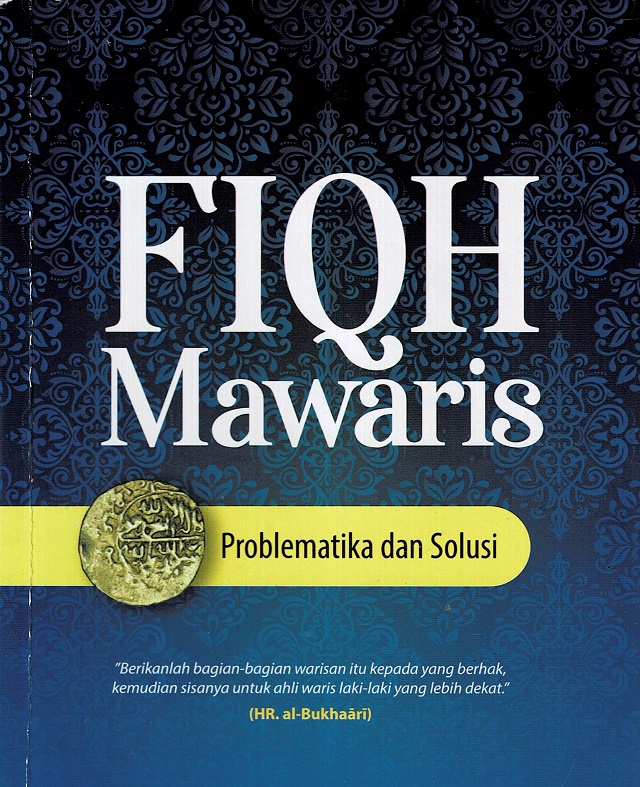 FIQH
Mawaris
Problematika dan Solusi
"Berikanlah bagian-bagian warisan itu kepada yang berhak,
kemudian sisanya untuk ahli waris laki-laki yang lebih dekat."
(HR. al-Bukhaārī)